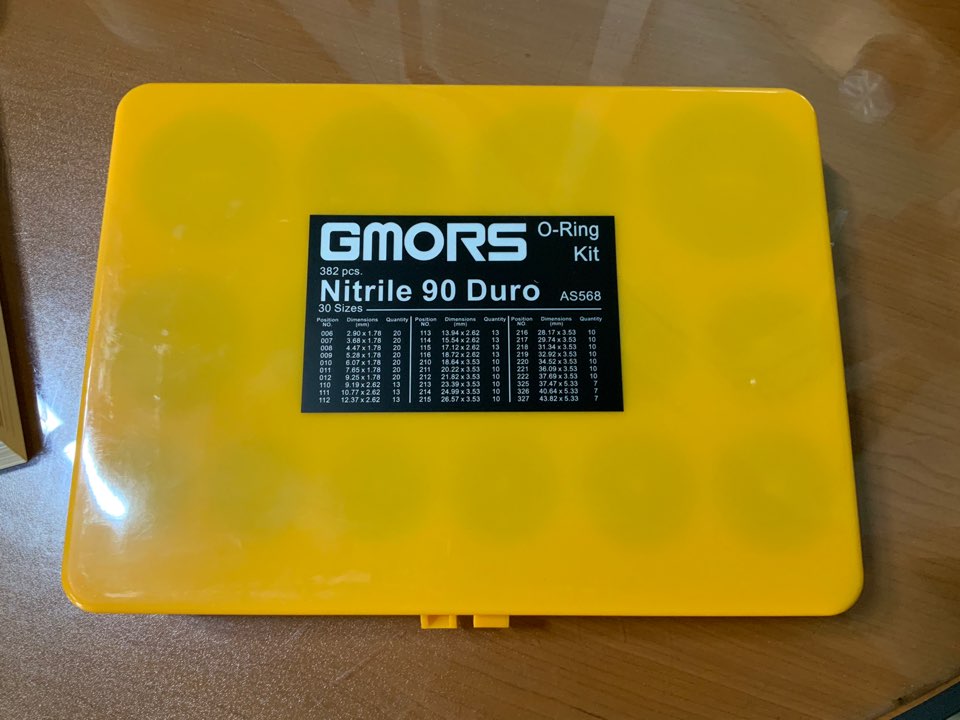 GMORS O-Ring
Kit
382 pcs.
Nitrile 90 Duro AS568
30 Sizes
Position Dimensions Quantity Position Dimensions Quantity Position Dimensions Quantity
NO. (mm) NO. (mm) NO. (mm)
006 2.90 x 1.78 20 113 13.94 x 2.62 13 216 28.17 x 3.53 10
007 3.68 x 1.78 20 114 15.54 x 2.62 13 217 29.74 x 3.53 10
008 4.47 x 1.78 20 115 17.12 x 2.62 13 218 31.34 x 3.53 10
009 5.28 x 1.78 20 116 18.72 x 2.62 13 219 32.92 x 3.53 10
010 6.07 x 1.78 20 210 18.64 x 3.53 10 220 34.52 x 3.53 10
011 7.65 x 1.78 20 211 20.22 x 3.53 10 221 36.09 x 3.53 10
012 9.25 x 1.78 20 212 21.82 x 3.53 10 222 37.69 x 3.53 10
110 9.19 x 2.62 13 213 23.39 x 3.53 10 325 37.47 x 5.33 7
111 10.77 x 2.62 13 214 24.99 x 3.53 10 326 40.64 x 5.33 7
112 12.37 x 2.62 13 215 26.57 x 3.53 10 327 43.82 x 5.33 7